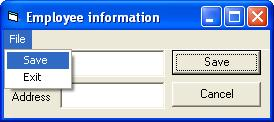 Employee information
File
Save
Exit
Save
Address
Cancel